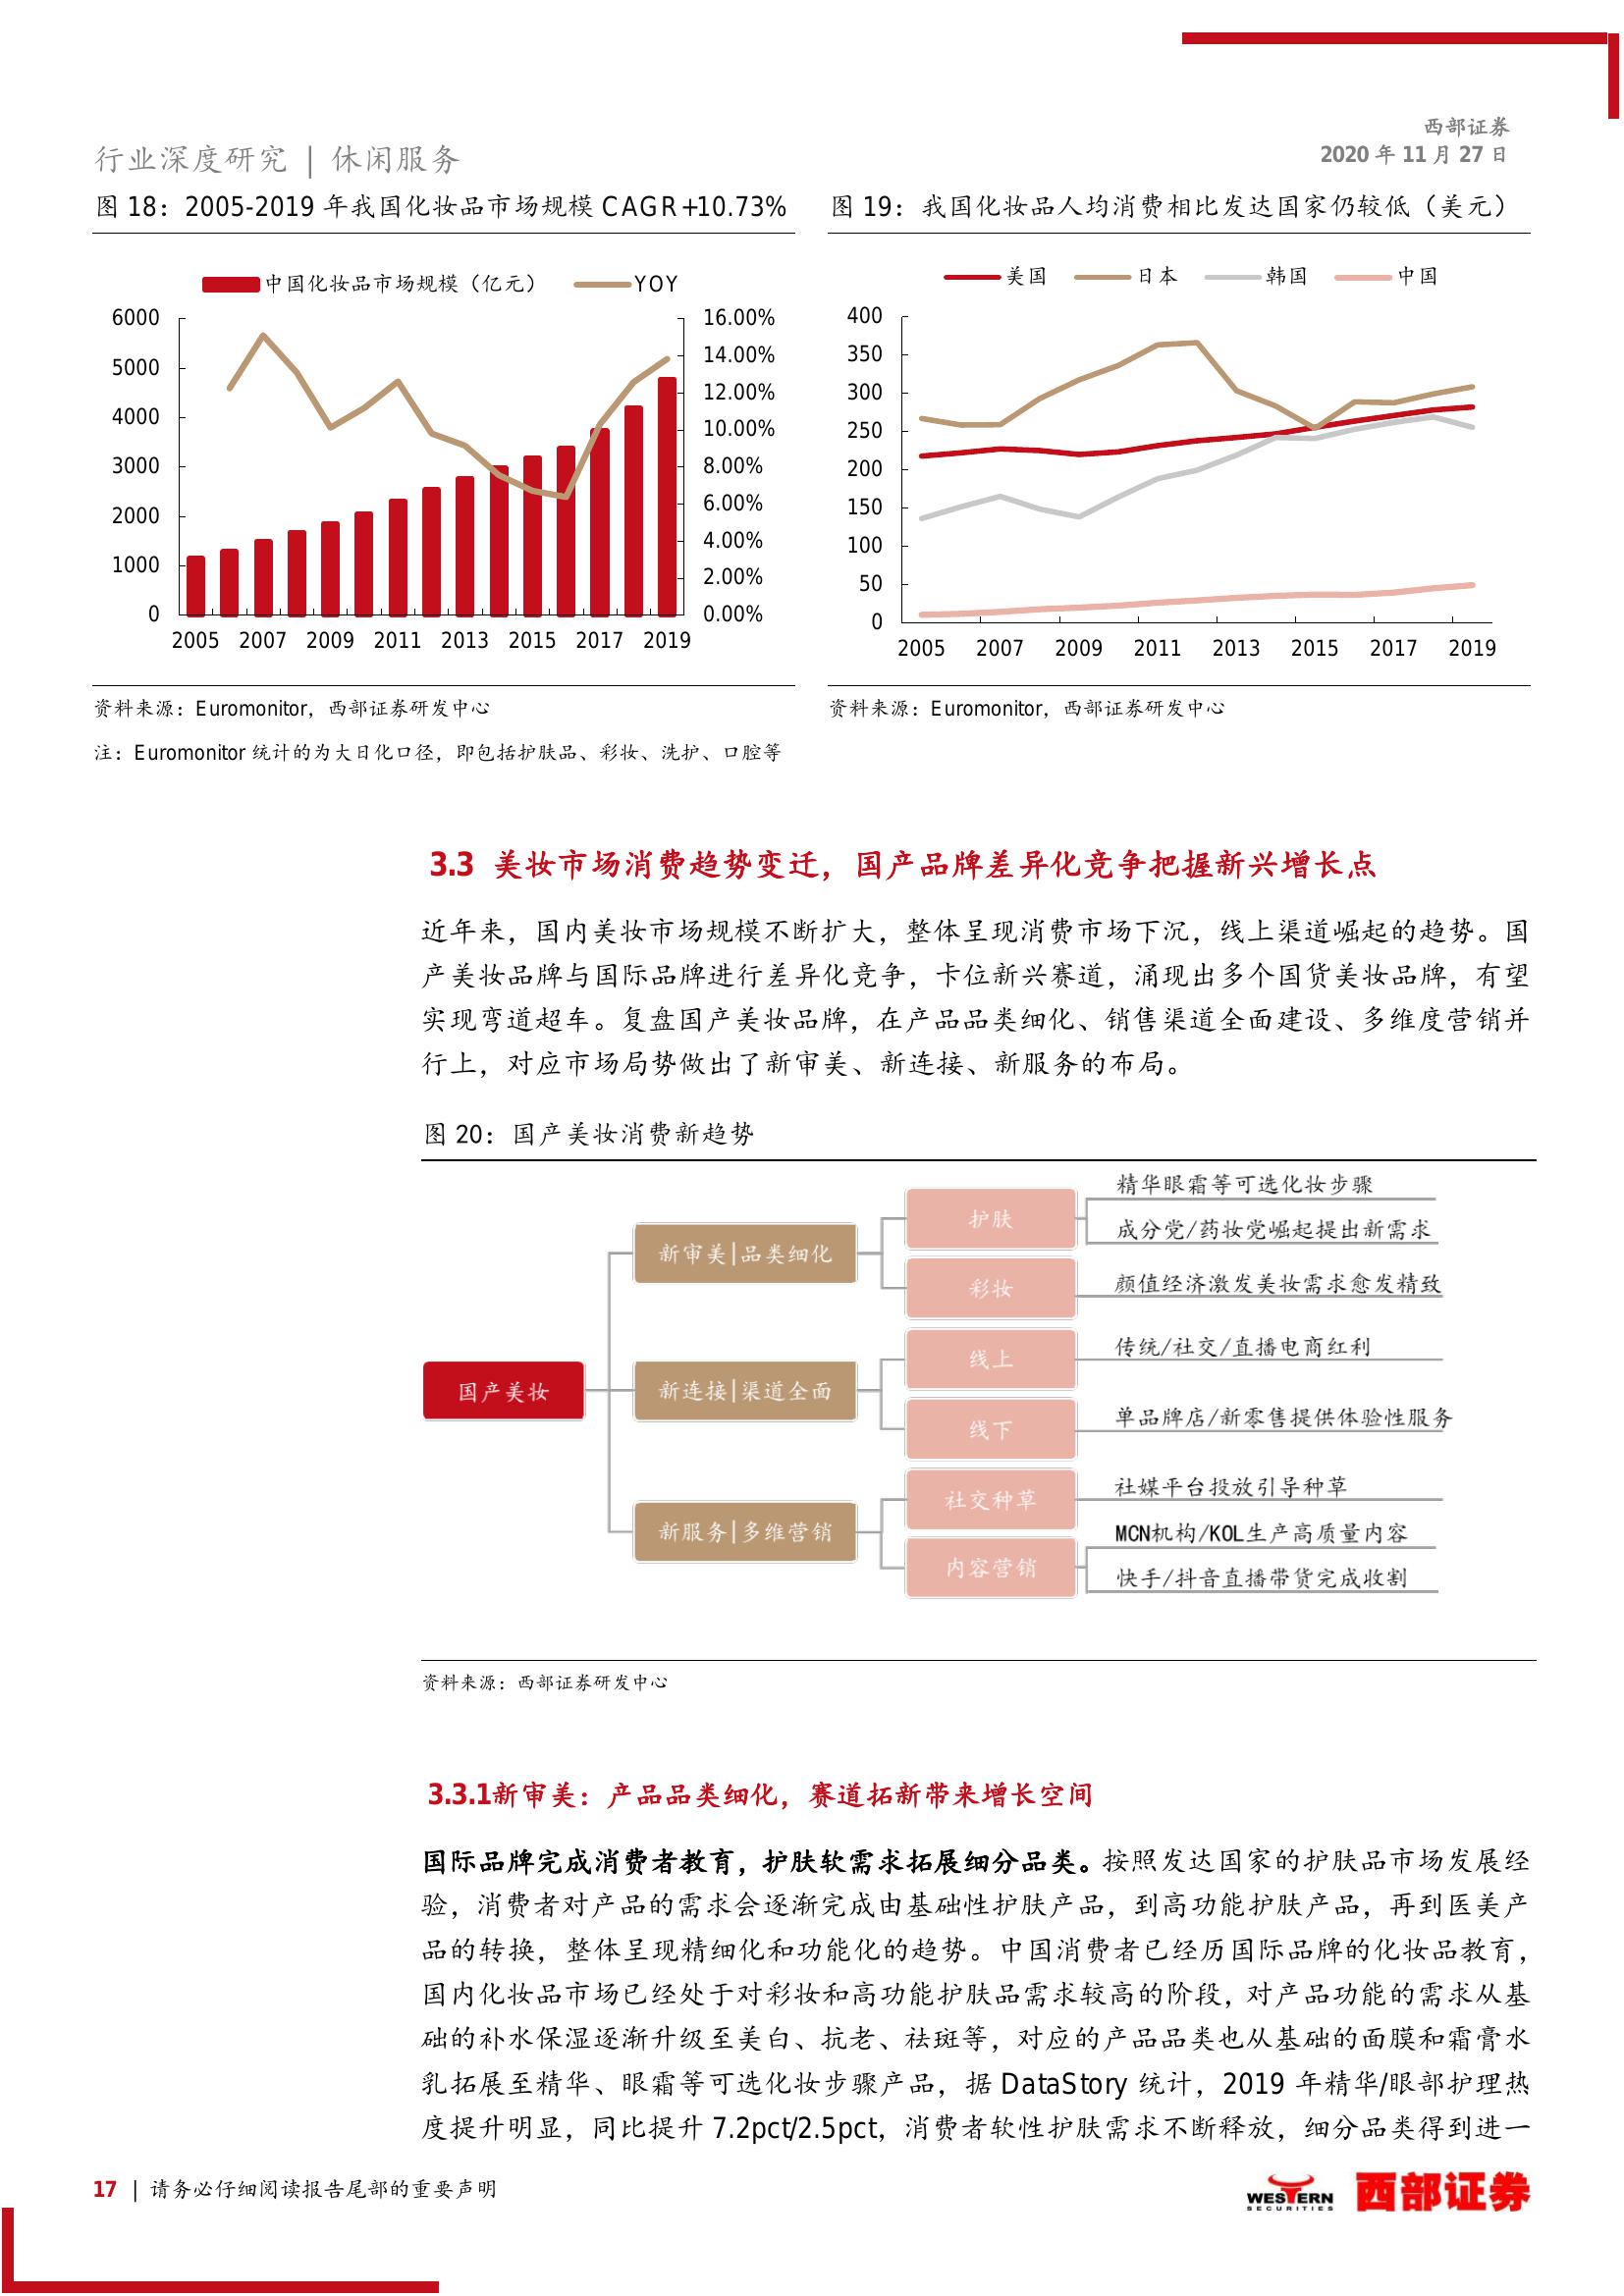 西部证券
2020 年 11 月 27 日
行业深度研究 | 休闲服务
图 18：2005-2019 年我国化妆品市场规模 CAGR+10.73%
中国化妆品市场规模（亿元） YOY
6000
5000
4000
3000
2000
1000
0
16.00%
14.00%
12.00%
10.00%
8.00%
6.00%
4.00%
2.00%
0.00%
2005 2007 2009 2011 2013 2015 2017 2019
资料来源：Euromonitor，西部证券研发中心
注：Euromonitor 统计的为大日化口径，即包括护肤品、彩妆、洗护、口腔等
图 19：我国化妆品人均消费相比发达国家仍较低（美元）
美国 日本 韩国 中国
400
350
300
250
200
150
100
50
0
2005 2007 2009 2011 2013 2015 2017 2019
资料来源：Euromonitor，西部证券研发中心
3.3 美妆市场消费趋势变迁，国产品牌差异化竞争把握新兴增长点
近年来，国内美妆市场规模不断扩大，整体呈现消费市场下沉，线上渠道崛起的趋势。国
产美妆品牌与国际品牌进行差异化竞争，卡位新兴赛道，涌现出多个国货美妆品牌，有望
实现弯道超车。复盘国产美妆品牌，在产品品类细化、销售渠道全面建设、多维度营销并
行上，对应市场局势做出了新审美、新连接、新服务的布局。
图 20：国产美妆消费新趋势
国产美妆
新审美|品类细化
护肤
精华眼霜等可选化妆步骤
成分党/药妆党崛起提出新需求
彩妆
颜值经济激发美妆需求愈发精致
新连接|渠道全面
线上
传统/社交/直播电商红利
线下
单品牌店/新零售提供体验性服务
新服务|多维营销
社交种草
社媒平台投放引导种草
内容营销
MCN机构/KOL生产高质量内容
快手/抖音直播带货完成收割
资料来源：西部证券研发中心
3.3.1新审美：产品品类细化，赛道拓新带来增长空间
国际品牌完成消费者教育，护肤软需求拓展细分品类。按照发达国家的护肤品市场发展经
验，消费者对产品的需求会逐渐完成由基础性护肤产品，到高功能护肤产品，再到医美产
品的转换，整体呈现精细化和功能化的趋势。中国消费者已经历国际品牌的化妆品教育，
国内化妆品市场已经处于对彩妆和高功能护肤品需求较高的阶段，对产品功能的需求从基
础的补水保湿逐渐升级至美白、抗老、祛斑等，对应的产品品类也从基础的面膜和霜膏水
乳拓展至精华、眼霜等可选化妆步骤产品，据 DataStory 统计，2019 年精华/眼部护理热
度提升明显，同比提升 7.2pct/2.5pct，消费者软性护肤需求不断释放，细分品类得到进一
17 | 请务必仔细阅读报告尾部的重要声明
WESTERN
SECURITIES
西部证券